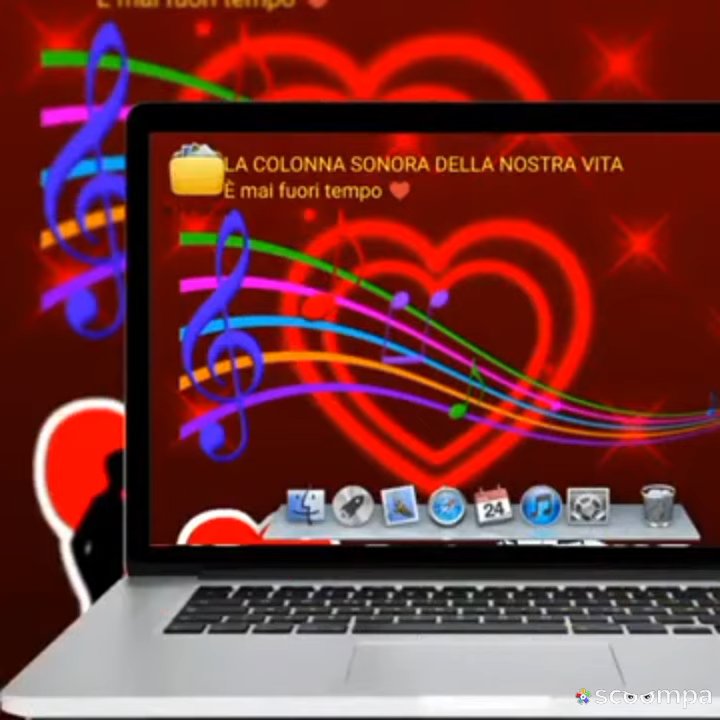 È mai fuori tempo ❤
LA COLONNA SONORA DELLA NOSTRA VITA
È mai fuori tempo ❤
24
scoompa